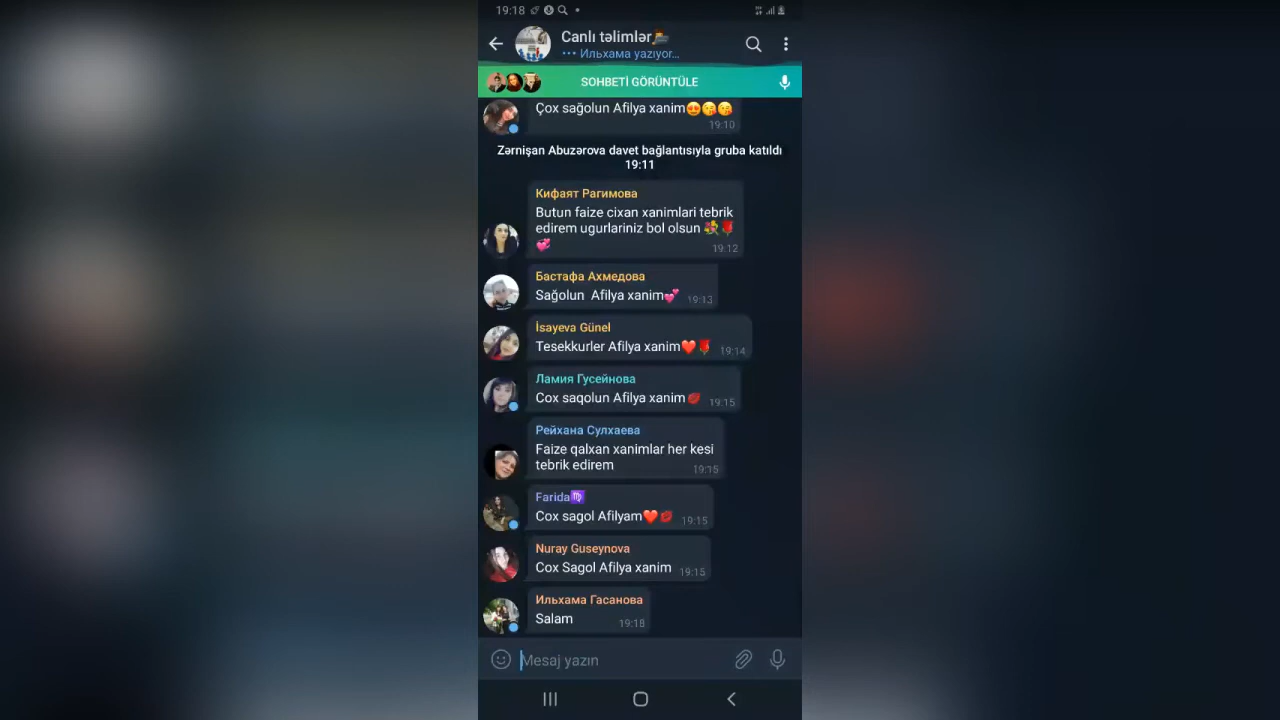 19:18
Canlı təlimlər
Ильхама yazıyor...
SOHBETİ GÖRÜNTÜLE
Çox sağolun Afilya xanim😍😘😘
19:10
Zərnişan Abuzərova davet bağlantısıyla gruba katıldı
19:11
Кифаят Рагимова
Butun faize cixan xanimlari tebrik
edirem ugurlariniz bol olsun 💐🌹
💞
19:12
Бастафа Ахмедова
Sağolun Afilya xanim💕 19:13
İsayeva Günel
Tesekkurler Afilya xanim❤️🌹 19:14
Ламия Гусейнова
Cox saqolun Afilya xanim💋 19:15
Рейхана Сулхаева
Faize qalxan xanimlar her kesi
tebrik edirem 19:15
Farida♍
Cox sagol Afilyam❤️💋 19:15
Nuray Guseynova
Cox Sagol Afilya xanim 19:15
Ильхама Гасанова
Salam 19:18
Mesaj yazın